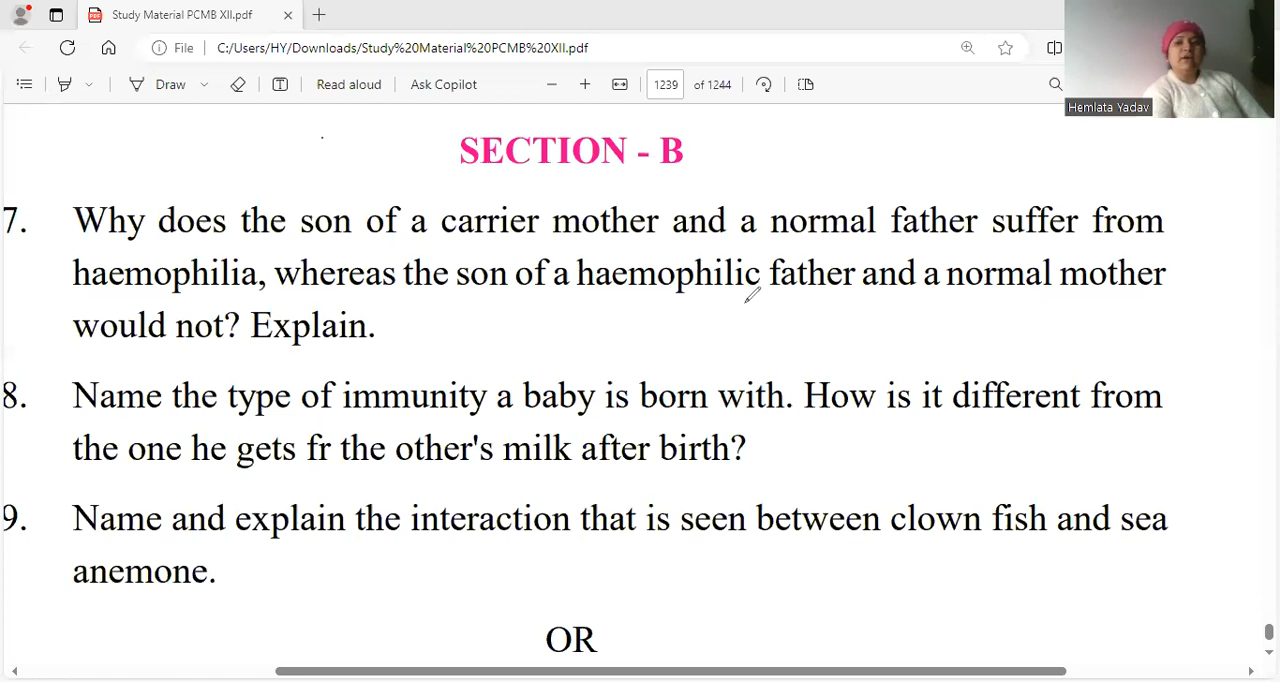 Study Material PCMB XII.pdf
File C:/Users/HY/Downloads/Study%20Material%20PCMB%20XII.pdf
Draw Read aloud Ask Copilot 1239 of 1244
Hemlata Yadav
SECTION - B
7. Why does the son of a carrier mother and a normal father suffer from
haemophilia, whereas the son of a haemophilic father and a normal mother
would not? Explain.
8. Name the type of immunity a baby is born with. How is it different from
the one he gets fr the other's milk after birth?
9. Name and explain the interaction that is seen between clown fish and sea
anemone.
OR